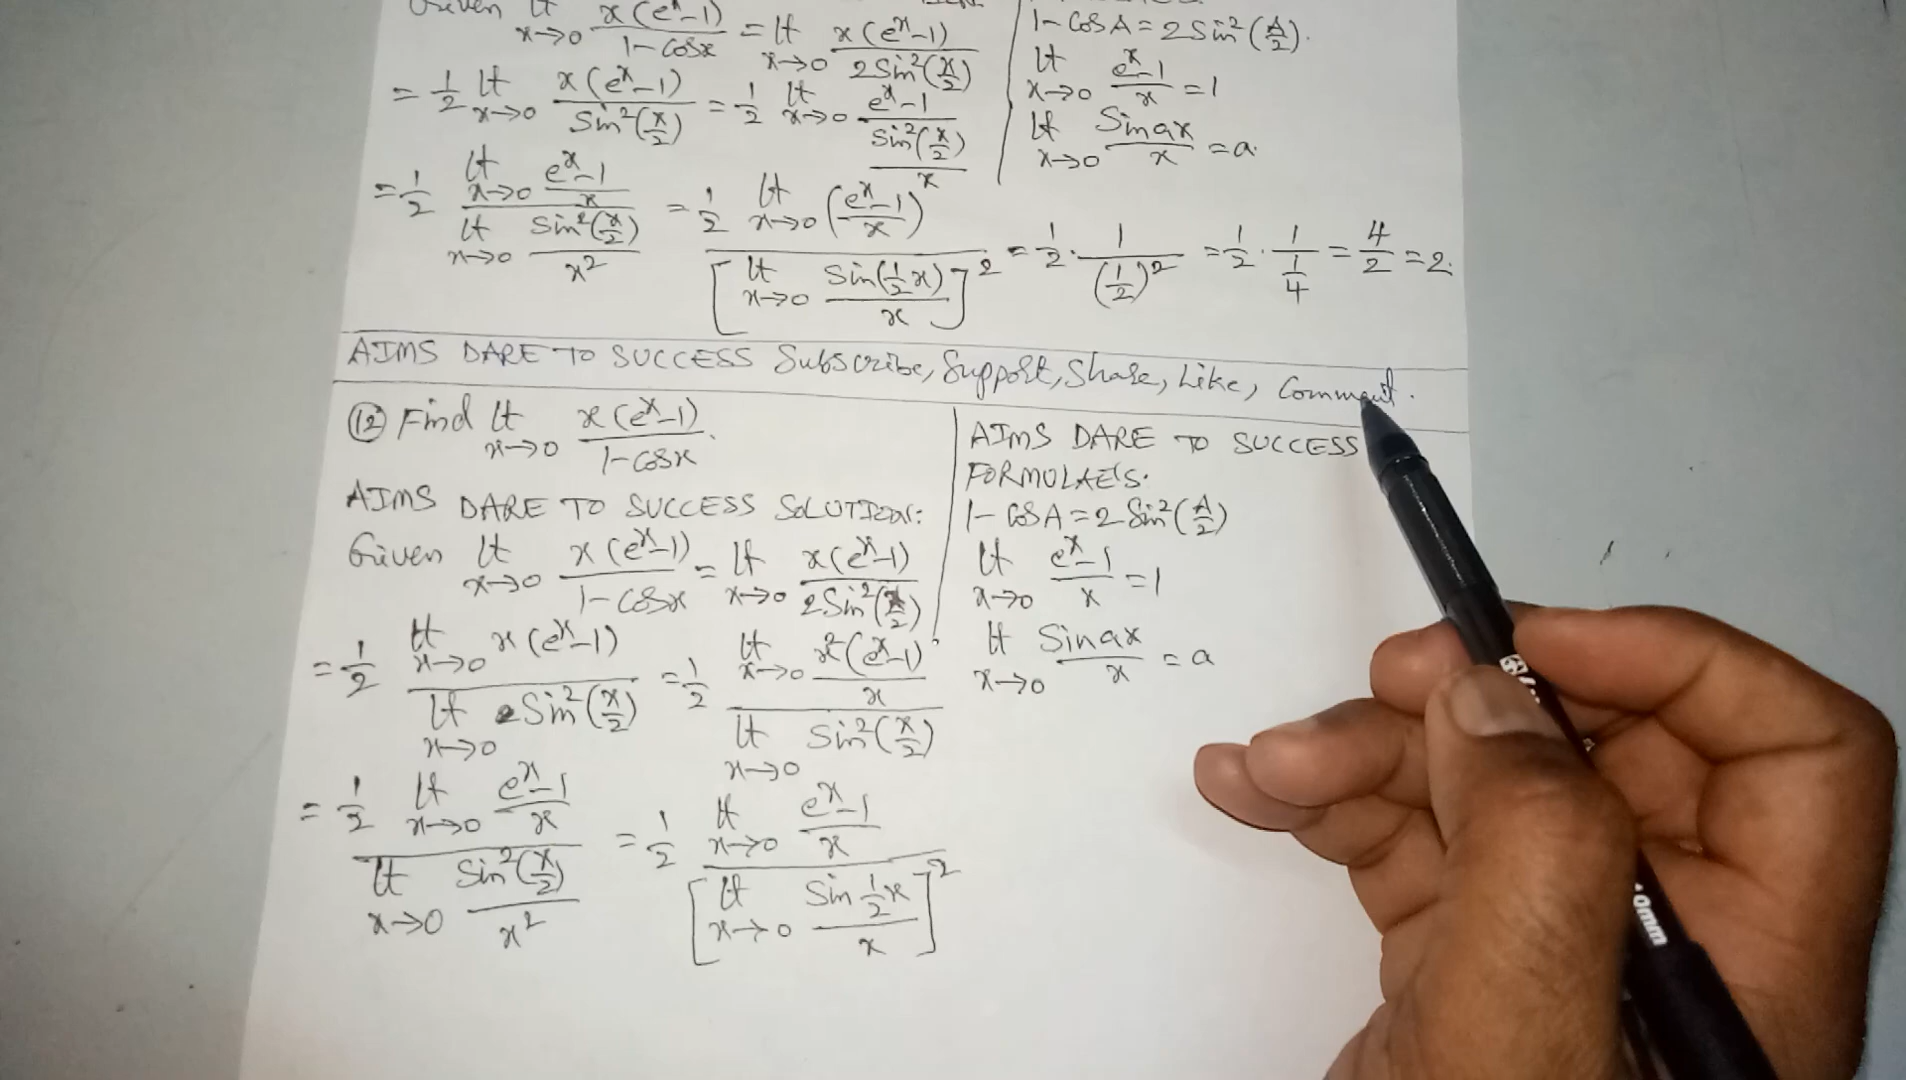 Given lt x→0 x(eˣ-1)/1-cosx = lt x→0 x(eˣ-1)/2Sin²(x/2)
= 1/2 lt x→0 x(eˣ-1)/Sin²(x/2) = 1/2 lt x→0 eˣ-1/Sin²(x/2)/x
= 1/2 lt x→0 eˣ-1/x / lt x→0 Sin²(x/2)/x² = 1/2 lt x→0 (eˣ-1/x) / [lt x→0 Sin(1/2 x)/x]² = 1/2 · 1/(1/2)² = 1/2 · 1/(1/4) = 4/2 = 2.
1-CosA = 2Sin²(A/2).
lt x→0 eˣ-1/x = 1
lt x→0 Sinax/x = a.
AIMS DARE TO SUCCESS Subscribe, Support, Share, Like, Comment.
(12) Find lt x→0 x(eˣ-1)/1-cosx.
AIMS DARE TO SUCCESS SOLUTION:
Given lt x→0 x(eˣ-1)/1-cosx = lt x→0 x(eˣ-1)/2Sin²(x/2)
= 1/2 lt x→0 x(eˣ-1) / lt x→0 Sin²(x/2) = 1/2 lt x→0 x²(eˣ-1)/x / lt x→0 Sin²(x/2)
= 1/2 lt x→0 eˣ-1/x / lt x→0 Sin²(x/2)/x² = 1/2 lt x→0 eˣ-1/x / [lt x→0 Sin 1/2 x/x]²
AIMS DARE TO SUCCESS
FORMULAE'S.
1-CosA = 2Sin²(A/2)
lt x→0 eˣ-1/x = 1
lt x→0 Sinax/x = a
1.0mm